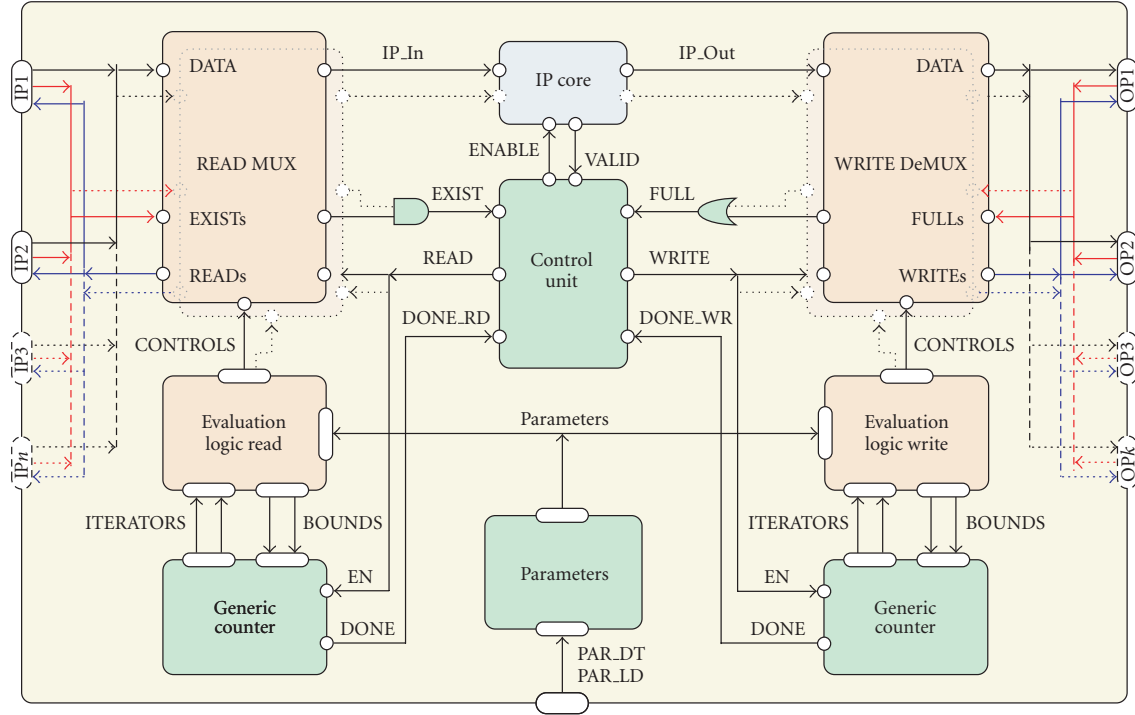 IP_In
IP_Out
DATA
IP core
DATA
IP1
OP1
ENABLE
VALID
READ MUX
WRITE DeMUX
EXIST
FULL
EXISTs
FULLs
IP2
OP2
READ
Control
unit
WRITE
READs
WRITEs
DONE_RD
DONE_WR
CONTROLS
CONTROLS
IP3
OP3
Evaluation
logic read
Parameters
Evaluation
logic write
IPn
OPk
ITERATORS
BOUNDS
ITERATORS
BOUNDS
EN
Parameters
EN
Generic
counter
Generic
counter
DONE
DONE
PAR_DT
PAR_LD